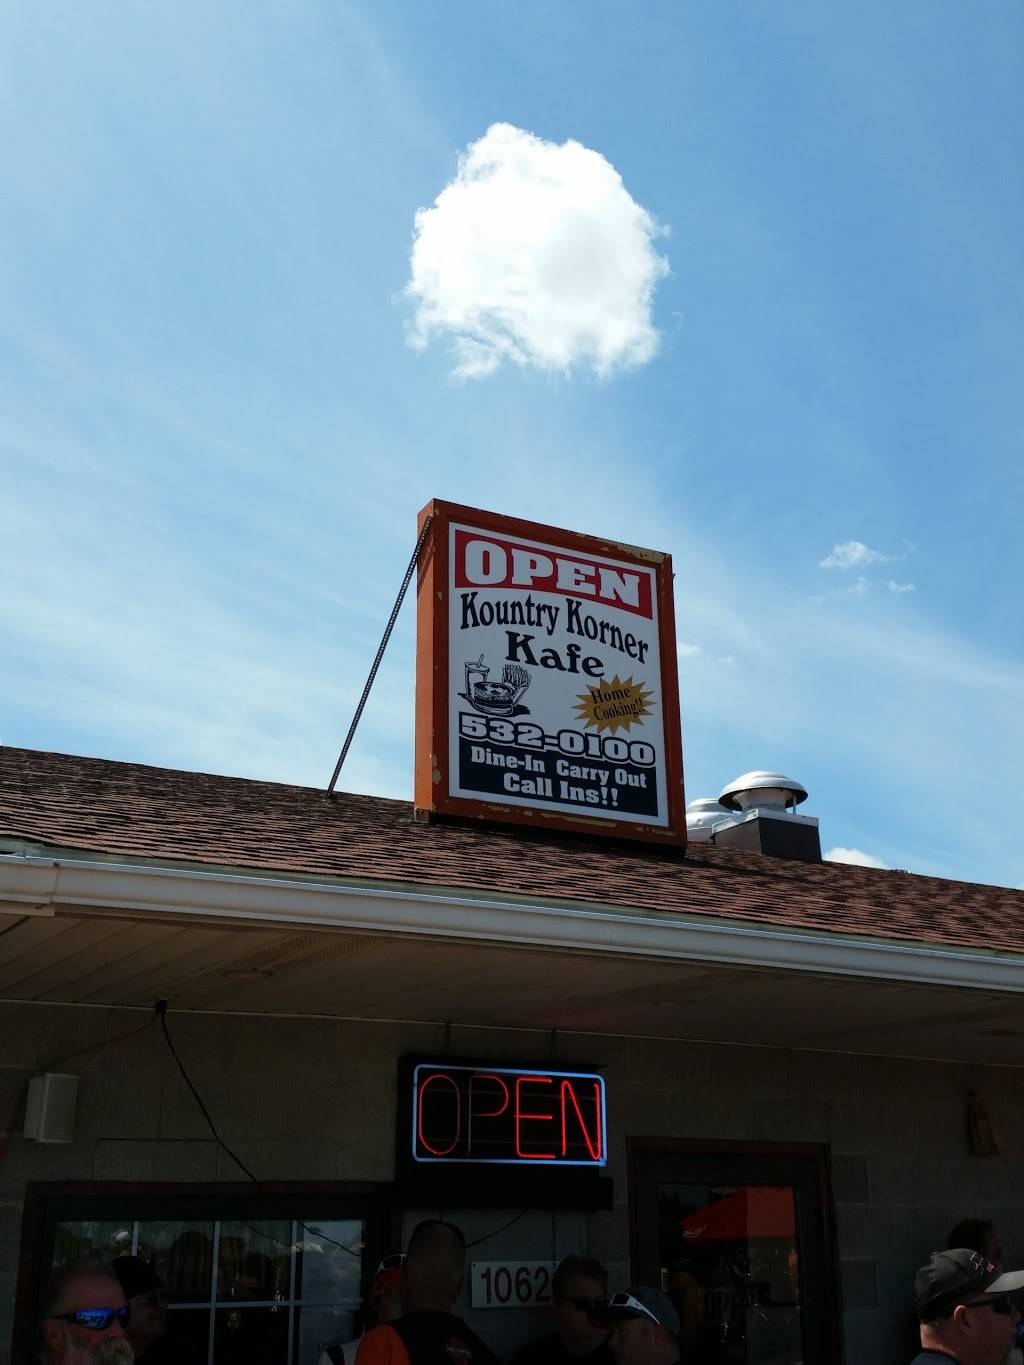 OPEN
Kountry Korner
Kafe
Home
Cooking!!
532-0100
Dine-In Carry Out
Call Ins!!
OPEN
1062